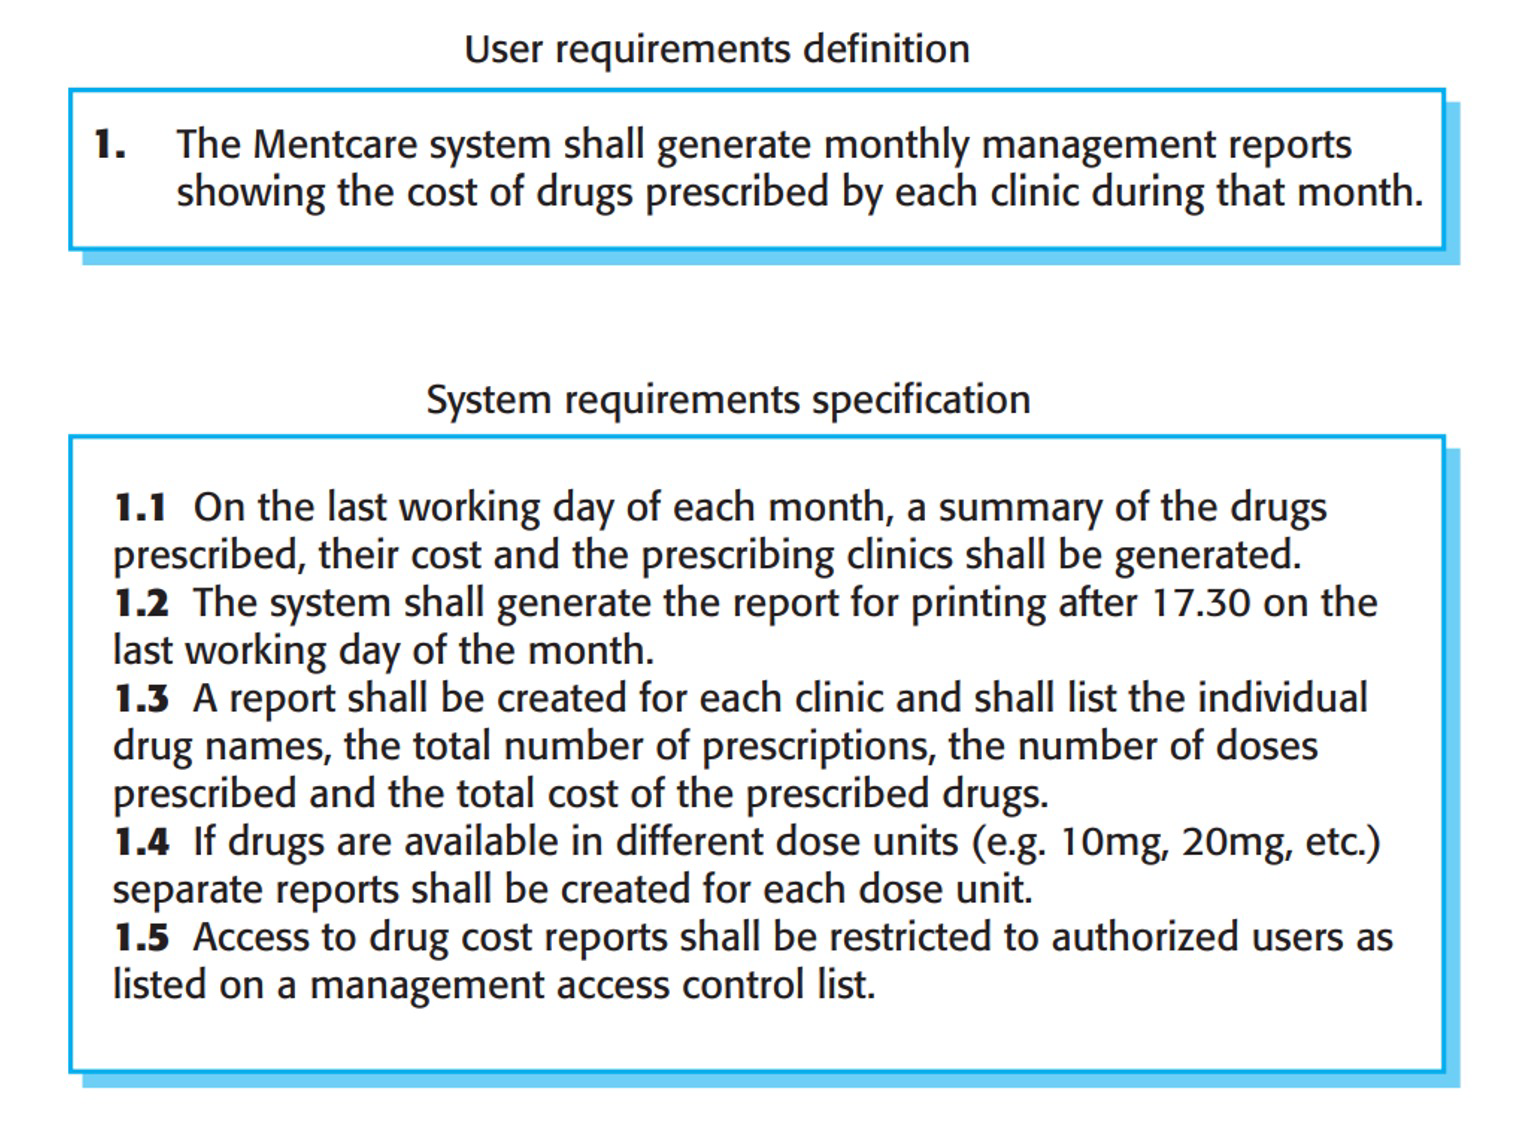 User requirements definition
1. The Mentcare system shall generate monthly management reports
showing the cost of drugs prescribed by each clinic during that month.
System requirements specification
1.1 On the last working day of each month, a summary of the drugs
prescribed, their cost and the prescribing clinics shall be generated.
1.2 The system shall generate the report for printing after 17.30 on the
last working day of the month.
1.3 A report shall be created for each clinic and shall list the individual
drug names, the total number of prescriptions, the number of doses
prescribed and the total cost of the prescribed drugs.
1.4 If drugs are available in different dose units (e.g. 10mg, 20mg, etc.)
separate reports shall be created for each dose unit.
1.5 Access to drug cost reports shall be restricted to authorized users as
listed on a management access control list.